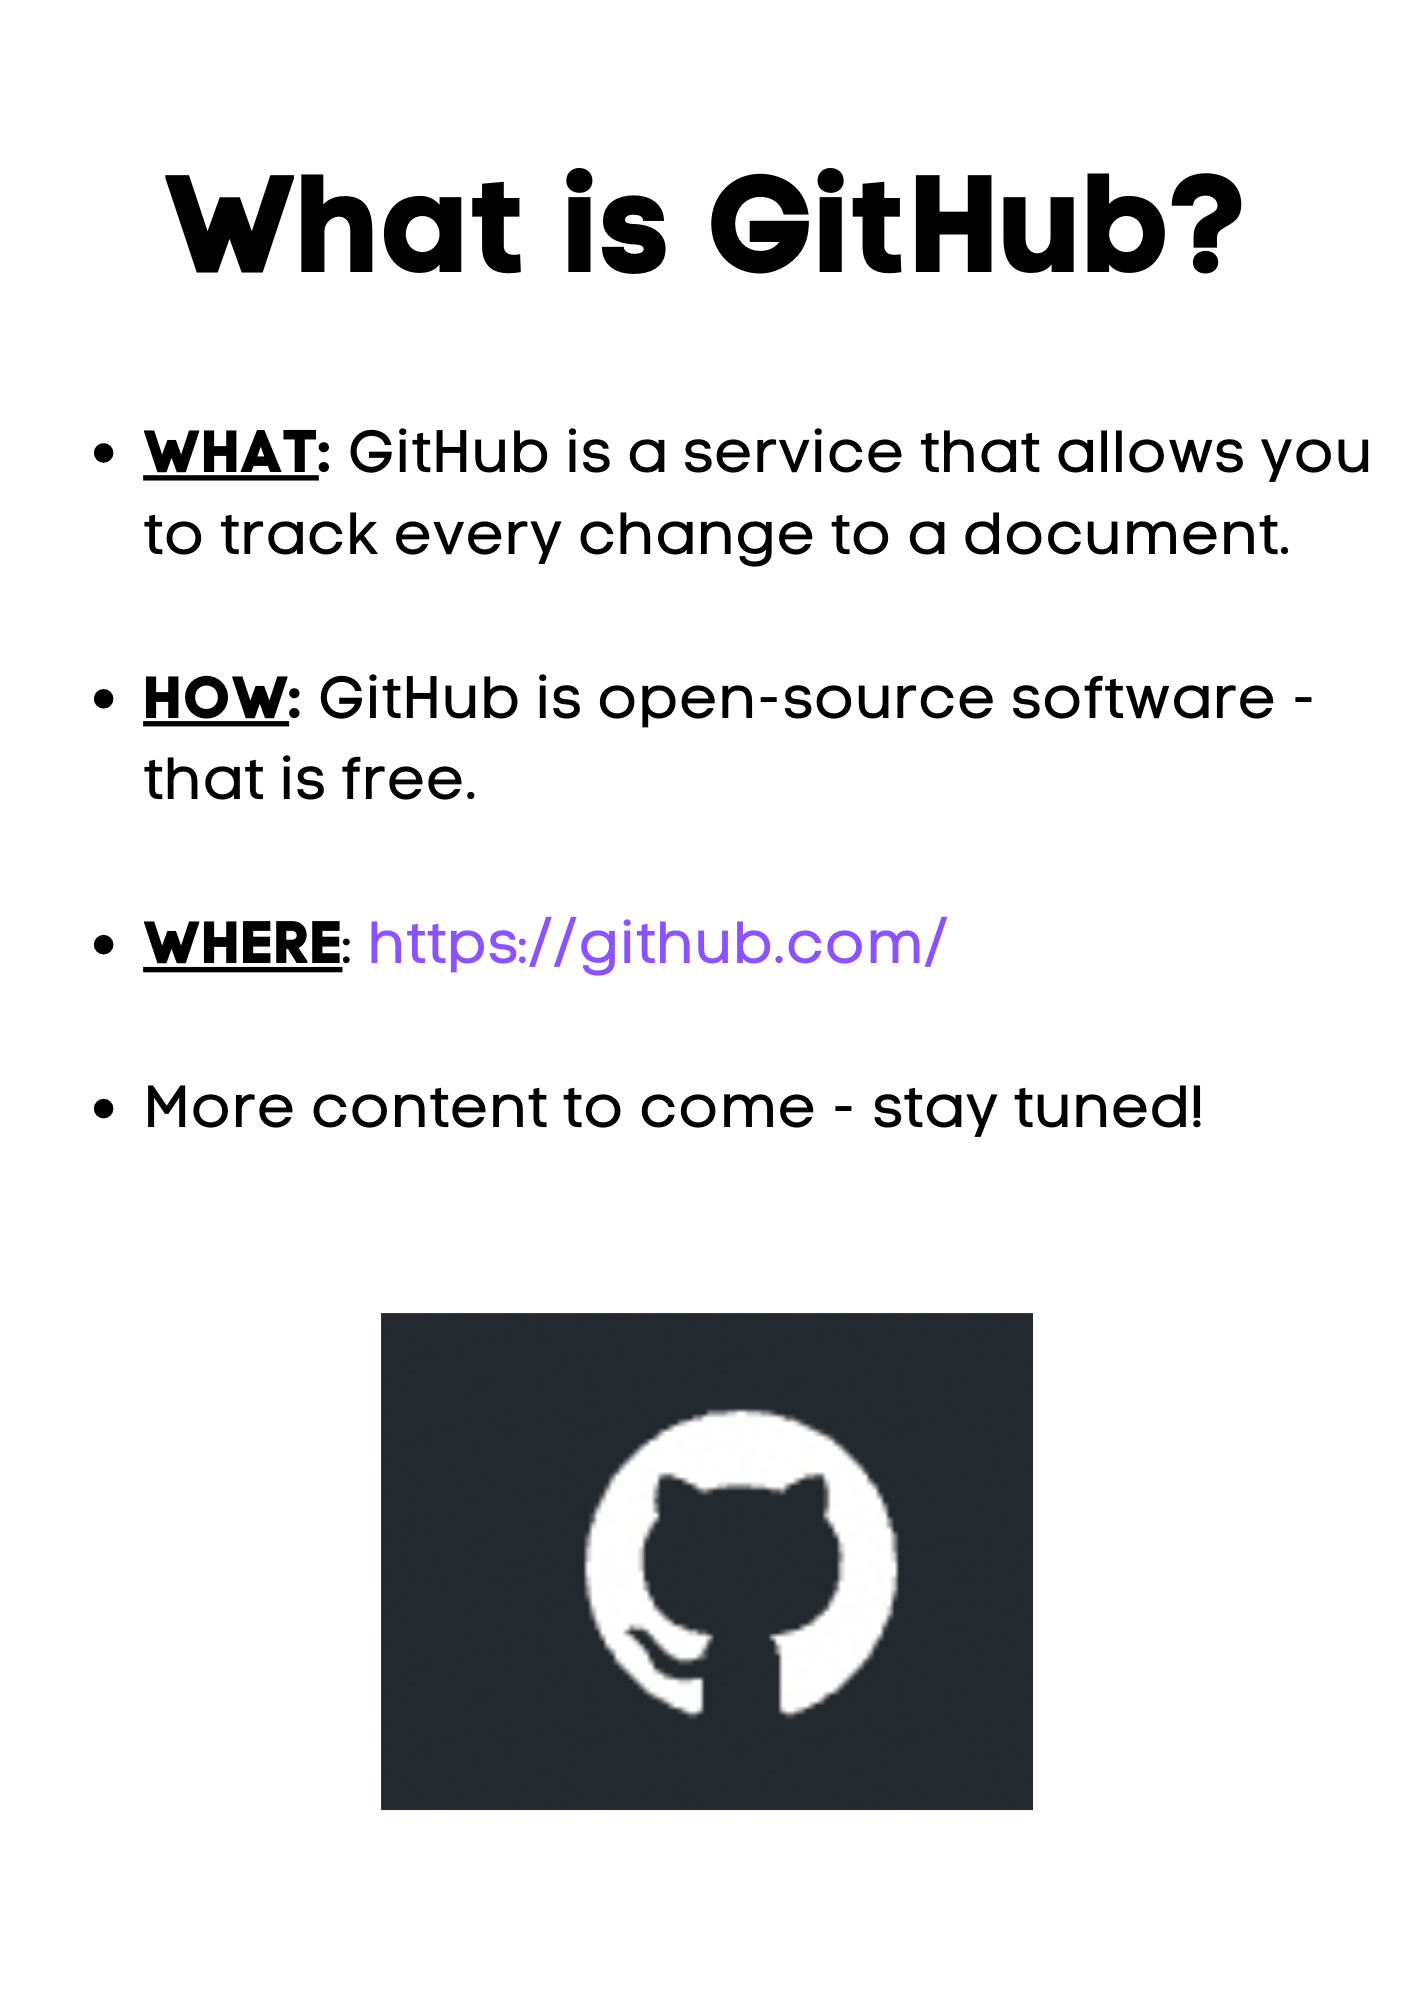 What is GitHub?
• WHAT: GitHub is a service that allows you
to track every change to a document.
• HOW: GitHub is open-source software -
that is free.
• WHERE: https://github.com/
• More content to come - stay tuned!